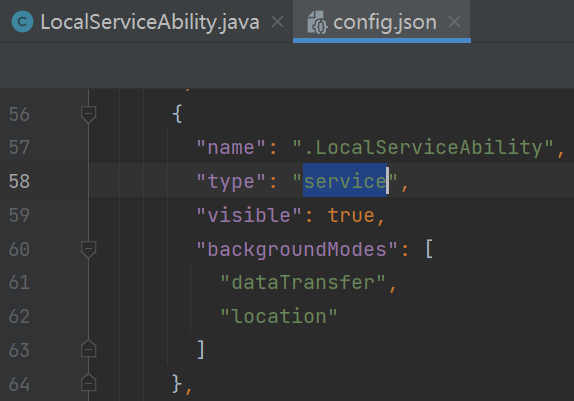 LocalServiceAbility.java config.json
56 {
57 "name": ".LocalServiceAbility",
58 "type": "service",
59 "visible": true,
60 "backgroundModes": [
61 "dataTransfer",
62 "location"
63 ]
64 },